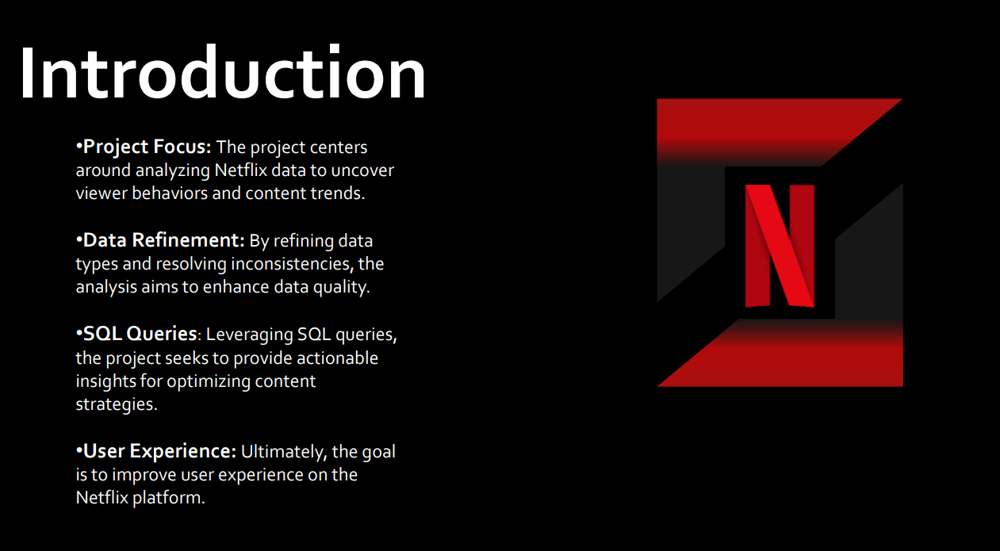 Introduction
•Project Focus: The project centers
around analyzing Netflix data to uncover
viewer behaviors and content trends.
•Data Refinement: By refining data
types and resolving inconsistencies, the
analysis aims to enhance data quality.
•SQL Queries: Leveraging SQL queries,
the project seeks to provide actionable
insights for optimizing content
strategies.
•User Experience: Ultimately, the goal
is to improve user experience on the
Netflix platform.
N